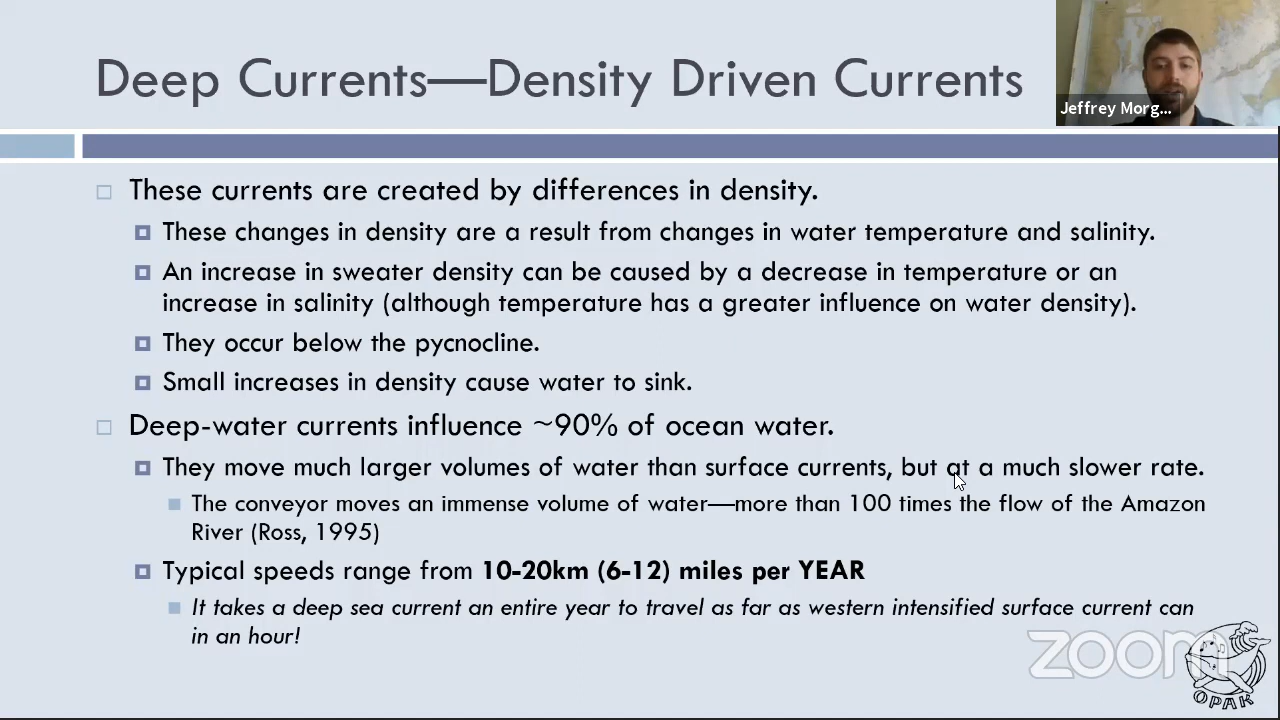 Deep Currents—Density Driven Currents
Jeffrey Morg...
These currents are created by differences in density.
These changes in density are a result from changes in water temperature and salinity.
An increase in sweater density can be caused by a decrease in temperature or an
increase in salinity (although temperature has a greater influence on water density).
They occur below the pycnocline.
Small increases in density cause water to sink.
Deep-water currents influence ~90% of ocean water.
They move much larger volumes of water than surface currents, but at a much slower rate.
The conveyor moves an immense volume of water—more than 100 times the flow of the Amazon
River (Ross, 1995)
Typical speeds range from 10-20km (6-12) miles per YEAR
It takes a deep sea current an entire year to travel as far as western intensified surface current can
in an hour!
zoom
OPAK